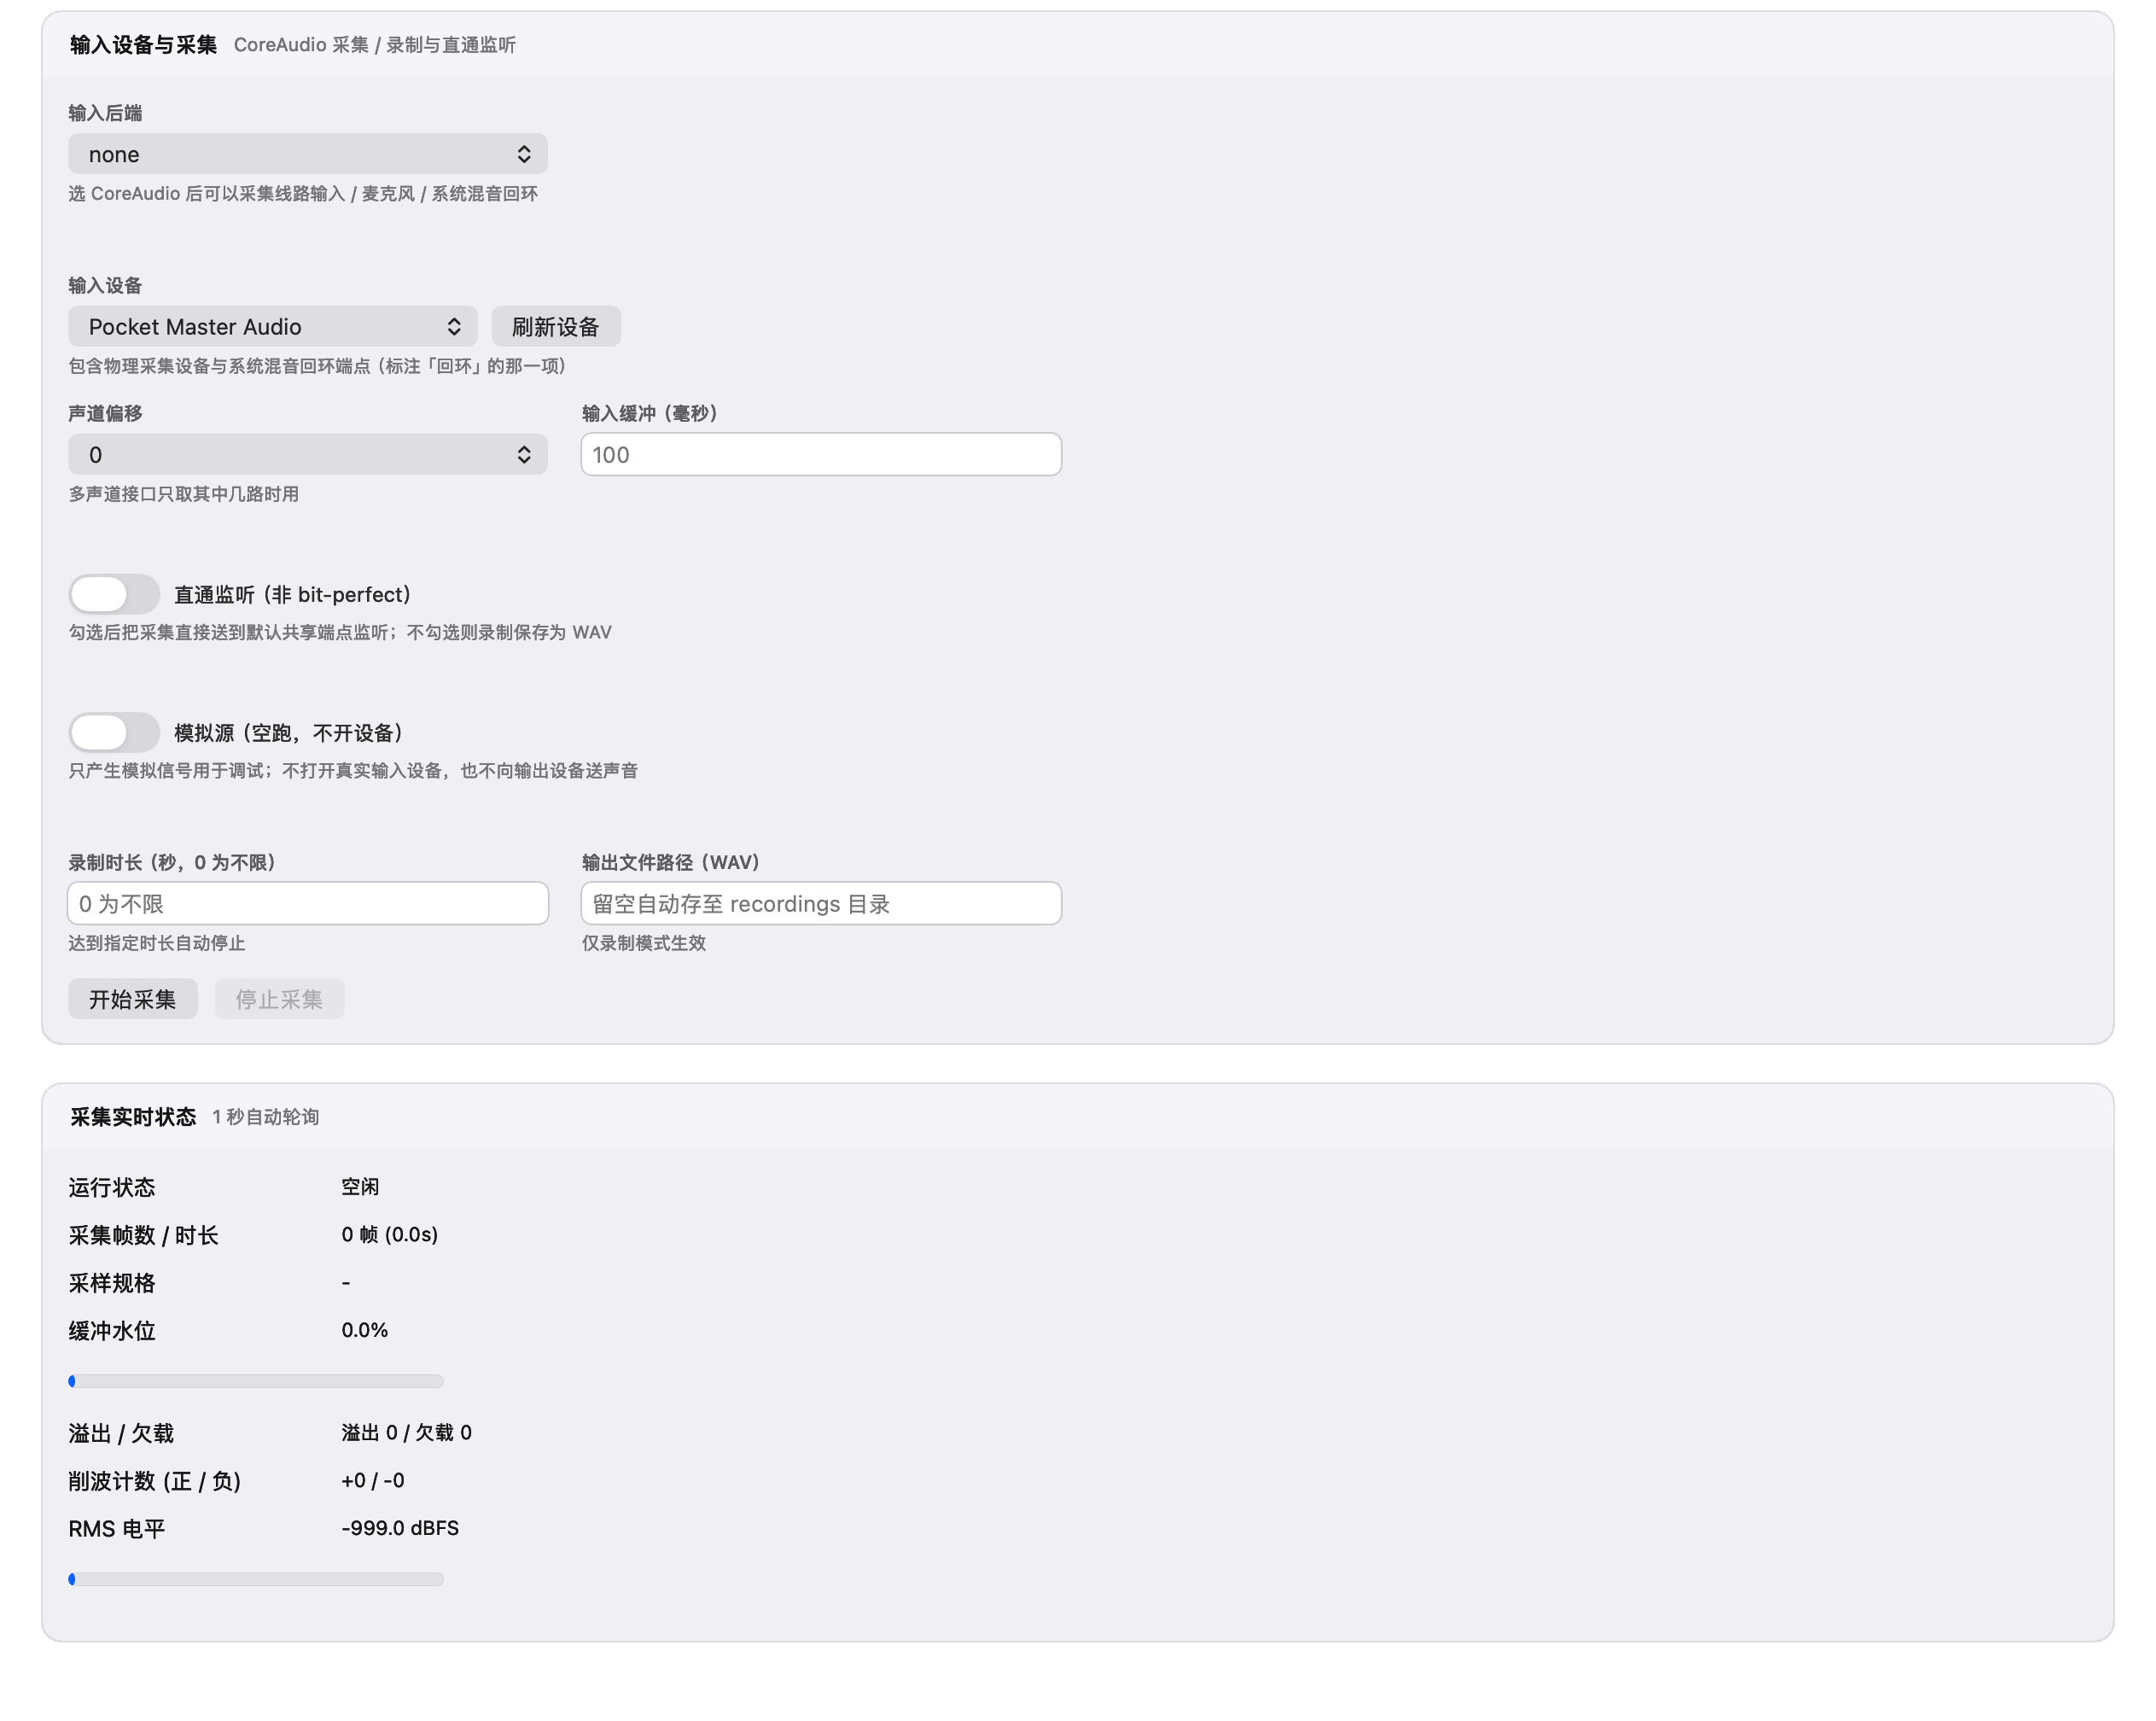 输入设备与采集 CoreAudio 采集 / 录制与直通监听
输入后端
none
选 CoreAudio 后可以采集线路输入 / 麦克风 / 系统混音回环
输入设备
Pocket Master Audio 刷新设备
包含物理采集设备与系统混音回环端点（标注「回环」的那一项）
声道偏移 输入缓冲（毫秒）
0 100
多声道接口只取其中几路时用
直通监听（非 bit-perfect）
勾选后把采集直接送到默认共享端点监听；不勾选则录制保存为 WAV
模拟源（空跑，不开设备）
只产生模拟信号用于调试；不打开真实输入设备，也不向输出设备送声音
录制时长（秒，0 为不限） 输出文件路径（WAV）
0 为不限 留空自动存至 recordings 目录
达到指定时长自动停止 仅录制模式生效
开始采集 停止采集
采集实时状态 1 秒自动轮询
运行状态 空闲
采集帧数 / 时长 0 帧 (0.0s)
采样规格 -
缓冲水位 0.0%
溢出 / 欠载 溢出 0 / 欠载 0
削波计数 (正 / 负) +0 / -0
RMS 电平 -999.0 dBFS